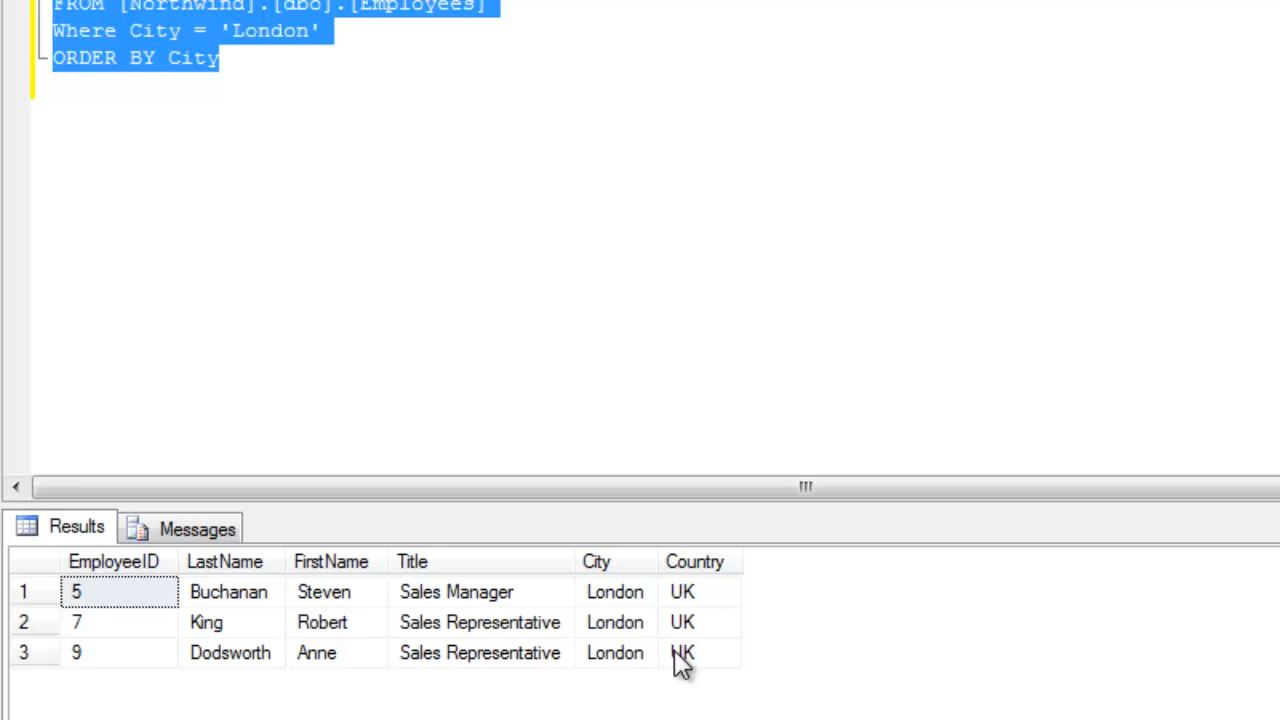 FROM [Northwind].[dbo].[Employees]
Where City = 'London'
ORDER BY City
Results Messages
EmployeeID LastName FirstName Title City Country
1 5 Buchanan Steven Sales Manager London UK
2 7 King Robert Sales Representative London UK
3 9 Dodsworth Anne Sales Representative London UK